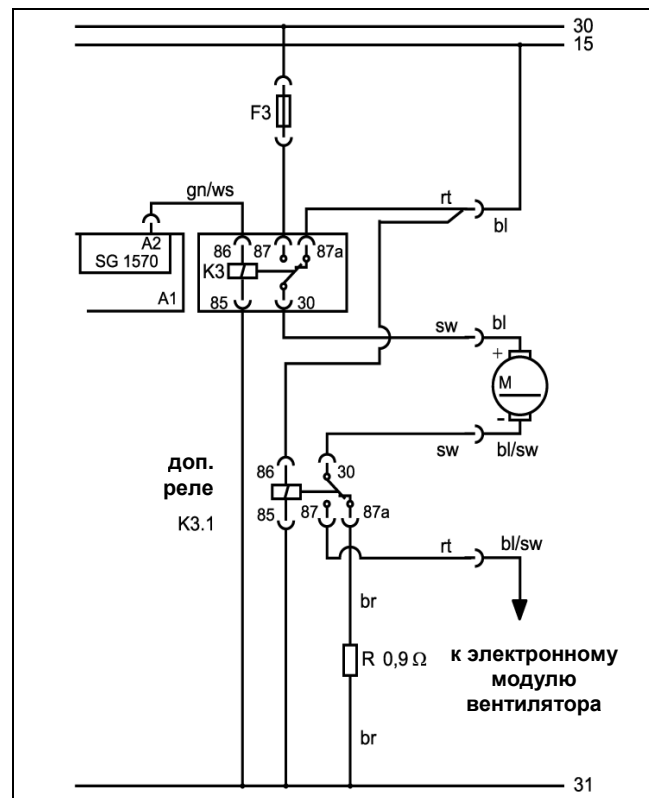 30
15
F3
gn/ws
rt
bl
A2
SG 1570
A1
86 87 87a
K3
85 30
sw bl
+
M
-
sw bl/sw
доп.
реле
K3.1
86 30
85 87 87a
rt bl/sw
br
R 0,9 Ω
к электронному
модулю
вентилятора
br
31